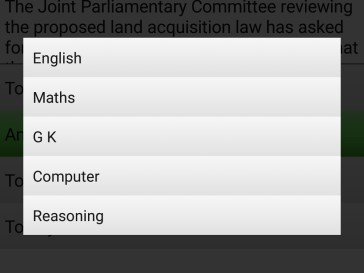 The Joint Parliamentary Committee reviewing
the proposed land acquisition law has asked
English
Maths
G K
Computer
Reasoning